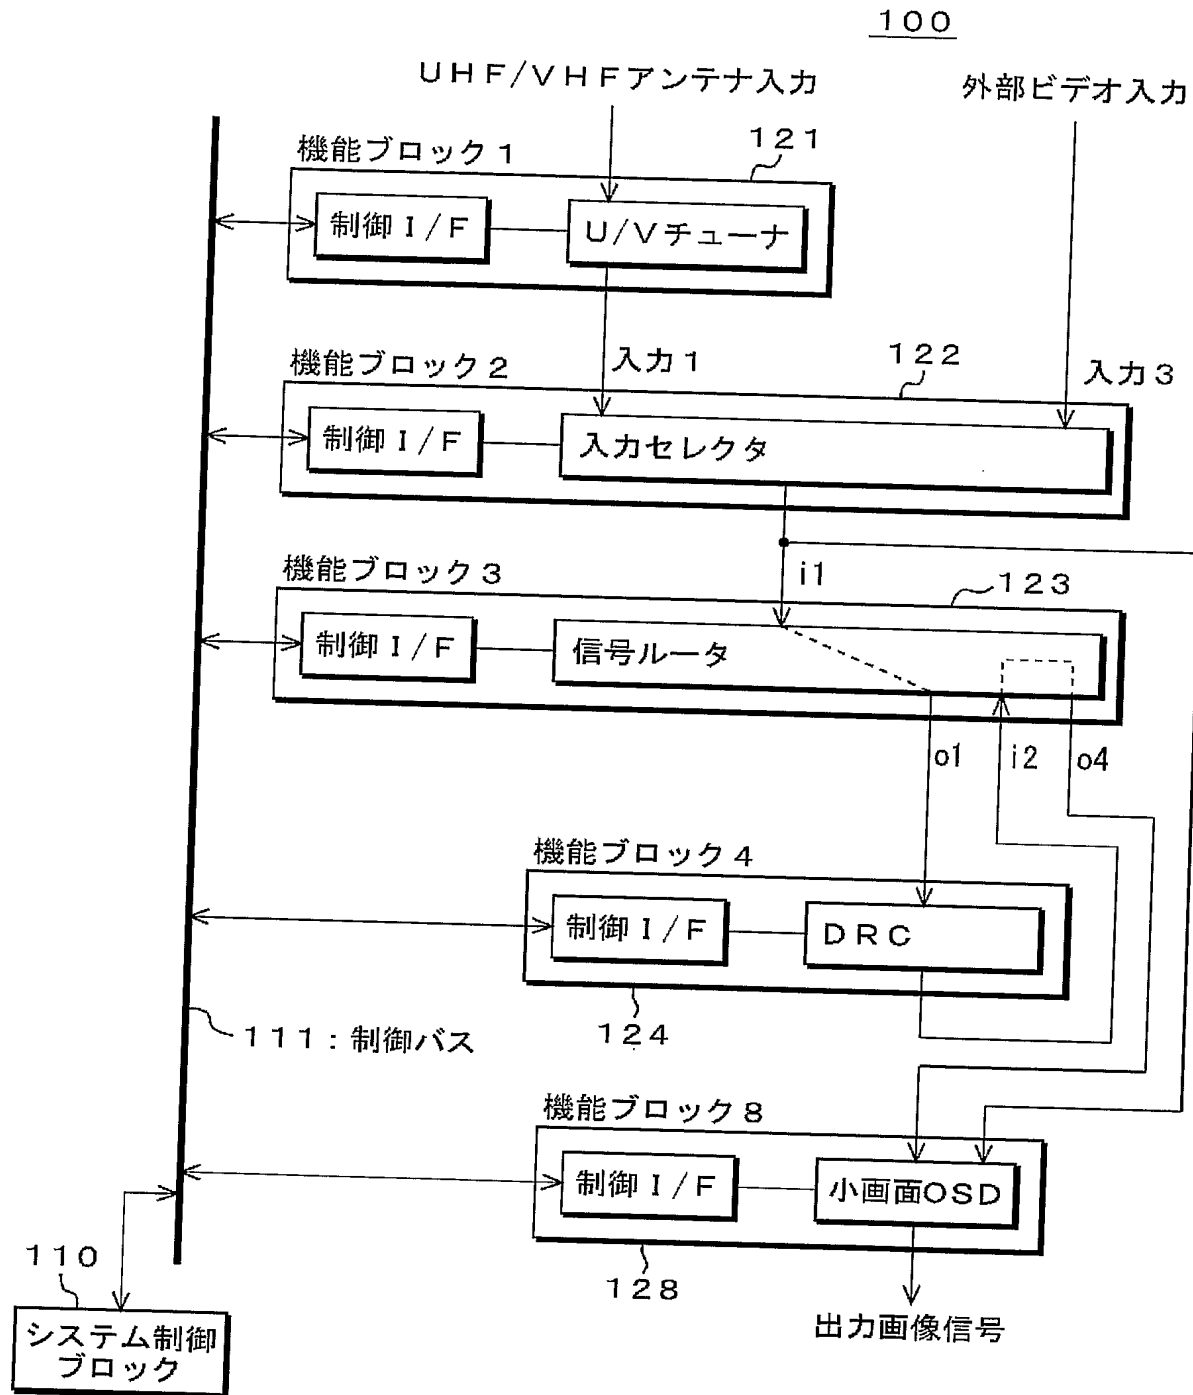 １００
ＵＨＦ／ＶＨＦアンテナ入力
外部ビデオ入力
機能ブロック１
１２１
制御Ｉ／Ｆ
Ｕ／Ｖチューナ
機能ブロック２
入力１
１２２
入力３
制御Ｉ／Ｆ
入力セレクタ
機能ブロック３
i1
１２３
制御Ｉ／Ｆ
信号ルータ
o1
i2
o4
機能ブロック４
制御Ｉ／Ｆ
ＤＲＣ
１２４
１１１：制御バス
機能ブロック８
制御Ｉ／Ｆ
小画面OSD
１２８
１１０
システム制御
ブロック
出力画像信号